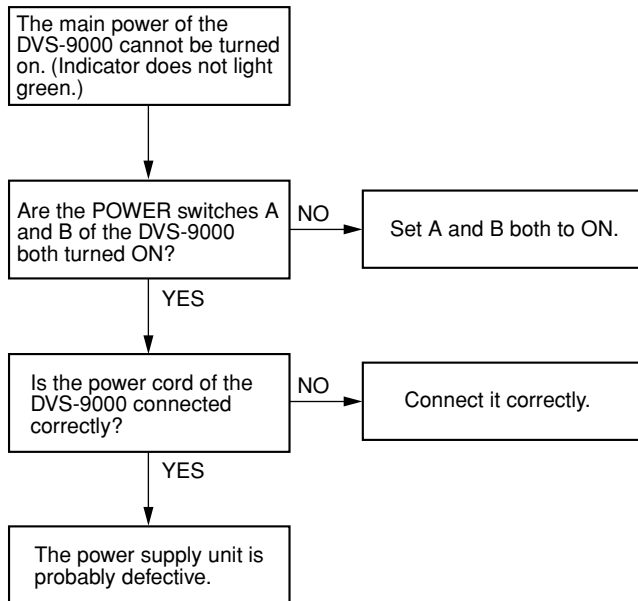 The main power of the
DVS-9000 cannot be turned
on. (Indicator does not light
green.)
Are the POWER switches A
and B of the DVS-9000
both turned ON?
NO
Set A and B both to ON.
YES
Is the power cord of the
DVS-9000 connected
correctly?
NO
Connect it correctly.
YES
The power supply unit is
probably defective.